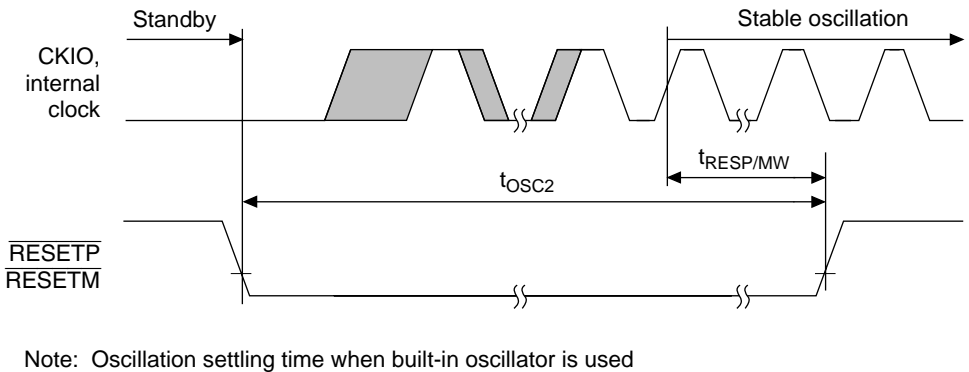 Standby
Stable oscillation
CKIO,
internal
clock
tRESP/MW
tOSC2
RESETP
RESETM
Note: Oscillation settling time when built-in oscillator is used